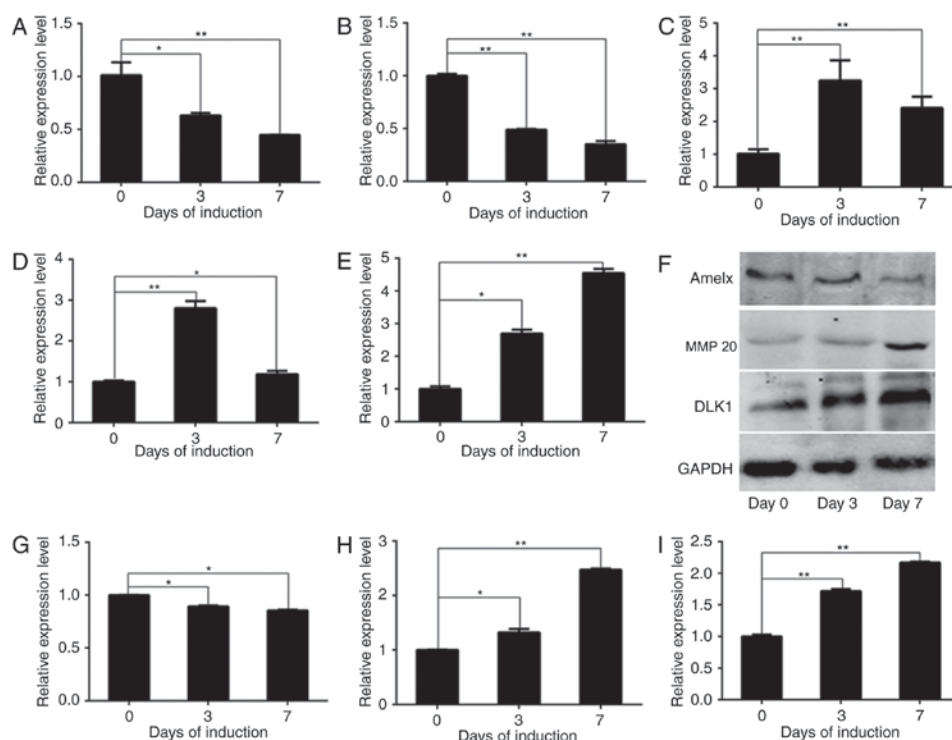 A
Relative expression level
1.5
1.0
0.5
0.0
**
*
0 3 7
Days of induction
B
Relative expression level
1.5
1.0
0.5
0.0
**
**
0 3 7
Days of induction
C
Relative expression level
5
4
3
2
1
0
**
**
0 3 7
Days of induction
D
Relative expression level
4
3
2
1
0
*
**
0 3 7
Days of induction
E
Relative expression level
5
4
3
2
1
0
**
*
0 3 7
Days of induction
F
Amelx
MMP 20
DLK1
GAPDH
Day 0 Day 3 Day 7
G
Relative expression level
1.5
1.0
0.5
0.0
*
*
0 3 7
Days of induction
H
Relative expression level
3
2
1
0
**
*
0 3 7
Days of induction
I
Relative expression level
2.5
2.0
1.5
1.0
0.5
0.0
**
**
0 3 7
Days of induction